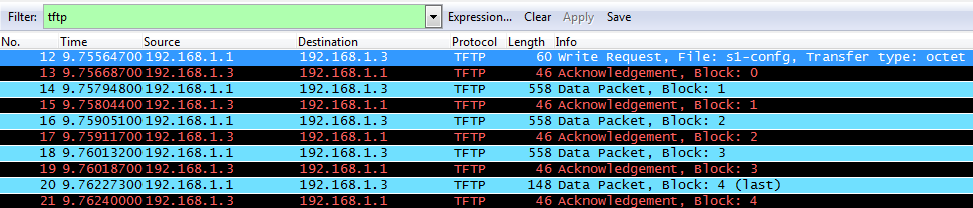 Filter: tftp Expression... Clear Apply Save
No. Time Source Destination Protocol Length Info
12 9.75564700 192.168.1.1 192.168.1.3 TFTP 60 Write Request, File: s1-confg, Transfer type: octet
13 9.75668700 192.168.1.3 192.168.1.1 TFTP 46 Acknowledgement, Block: 0
14 9.75794800 192.168.1.1 192.168.1.3 TFTP 558 Data Packet, Block: 1
15 9.75804400 192.168.1.3 192.168.1.1 TFTP 46 Acknowledgement, Block: 1
16 9.75905100 192.168.1.1 192.168.1.3 TFTP 558 Data Packet, Block: 2
17 9.75911700 192.168.1.3 192.168.1.1 TFTP 46 Acknowledgement, Block: 2
18 9.76013200 192.168.1.1 192.168.1.3 TFTP 558 Data Packet, Block: 3
19 9.76018700 192.168.1.3 192.168.1.1 TFTP 46 Acknowledgement, Block: 3
20 9.76227300 192.168.1.1 192.168.1.3 TFTP 148 Data Packet, Block: 4 (last)
21 9.76240000 192.168.1.3 192.168.1.1 TFTP 46 Acknowledgement, Block: 4